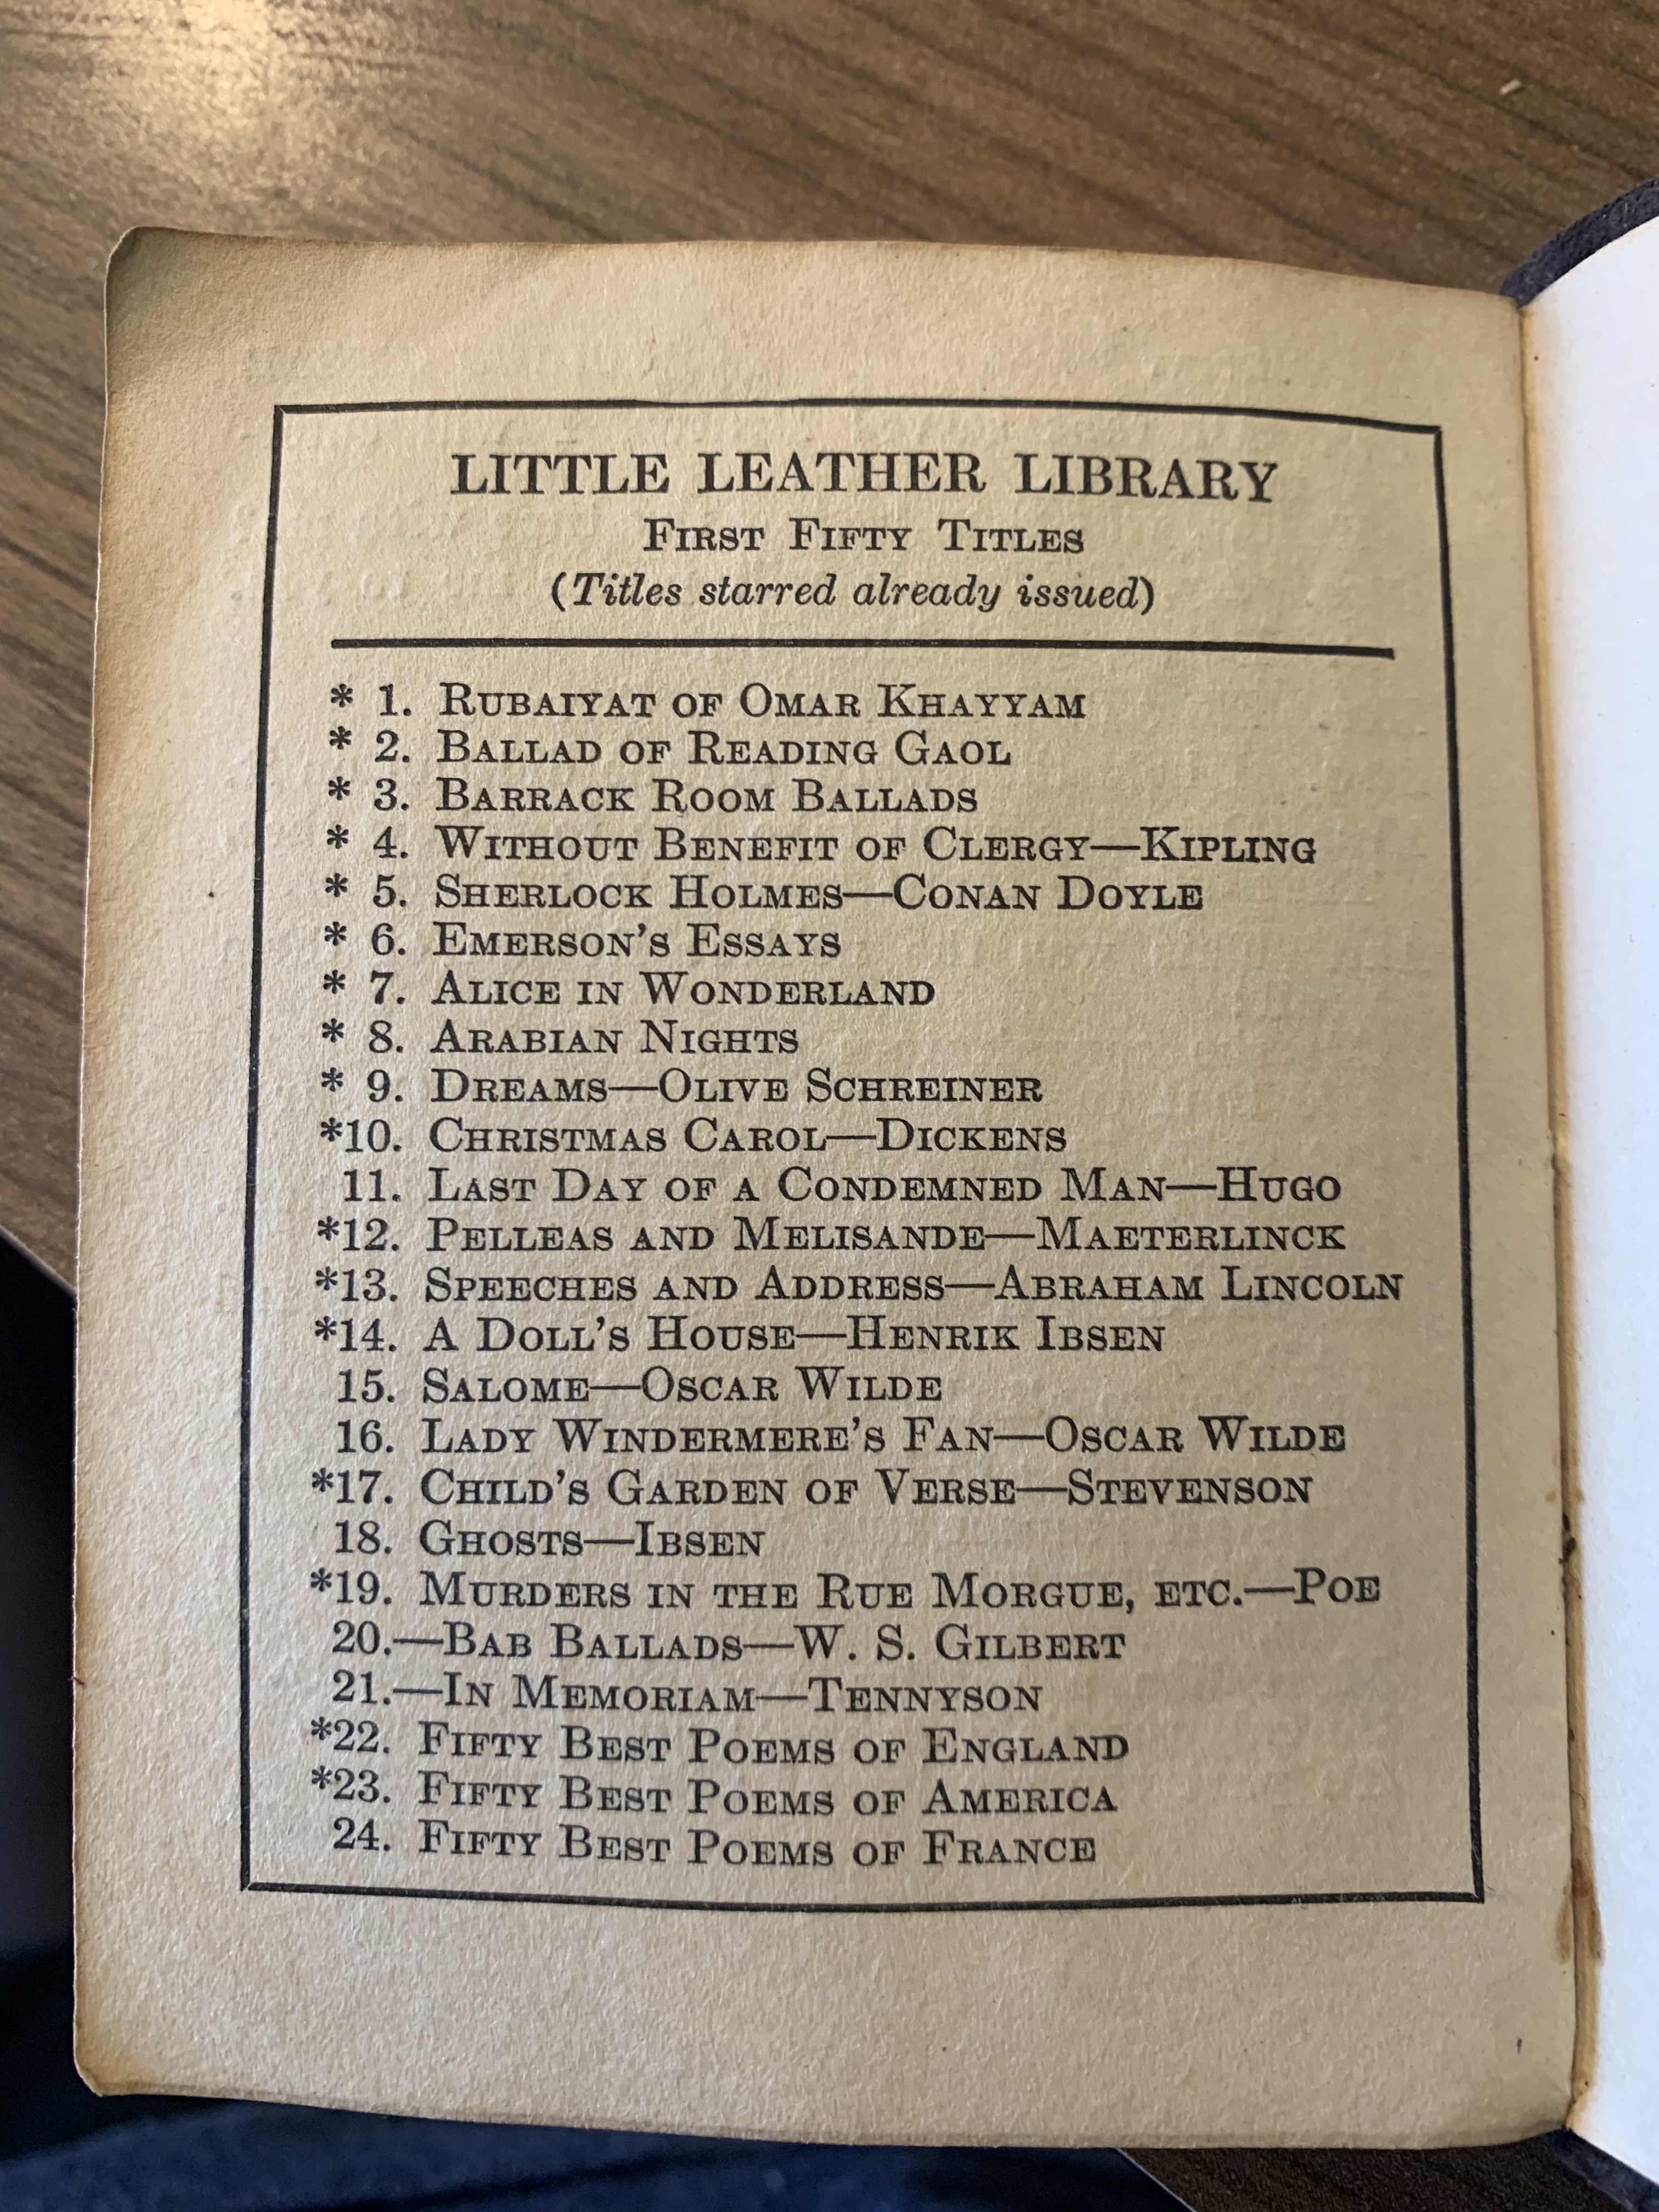 LITTLE LEATHER LIBRARY
FIRST FIFTY TITLES
(Titles starred already issued)
* 1. RUBAIYAT OF OMAR KHAYYAM
* 2. BALLAD OF READING GAOL
* 3. BARRACK ROOM BALLADS
* 4. WITHOUT BENEFIT OF CLERGY—KIPLING
* 5. SHERLOCK HOLMES—CONAN DOYLE
* 6. EMERSON'S ESSAYS
* 7. ALICE IN WONDERLAND
* 8. ARABIAN NIGHTS
* 9. DREAMS—OLIVE SCHREINER
*10. CHRISTMAS CAROL—DICKENS
11. LAST DAY OF A CONDEMNED MAN—HUGO
*12. PELLEAS AND MELISANDE—MAETERLINCK
*13. SPEECHES AND ADDRESS—ABRAHAM LINCOLN
*14. A DOLL'S HOUSE—HENRIK IBSEN
15. SALOME—OSCAR WILDE
16. LADY WINDERMERE'S FAN—OSCAR WILDE
*17. CHILD'S GARDEN OF VERSE—STEVENSON
18. GHOSTS—IBSEN
*19. MURDERS IN THE RUE MORGUE, ETC.—POE
20.—BAB BALLADS—W. S. GILBERT
21.—IN MEMORIAM—TENNYSON
*22. FIFTY BEST POEMS OF ENGLAND
*23. FIFTY BEST POEMS OF AMERICA
24. FIFTY BEST POEMS OF FRANCE